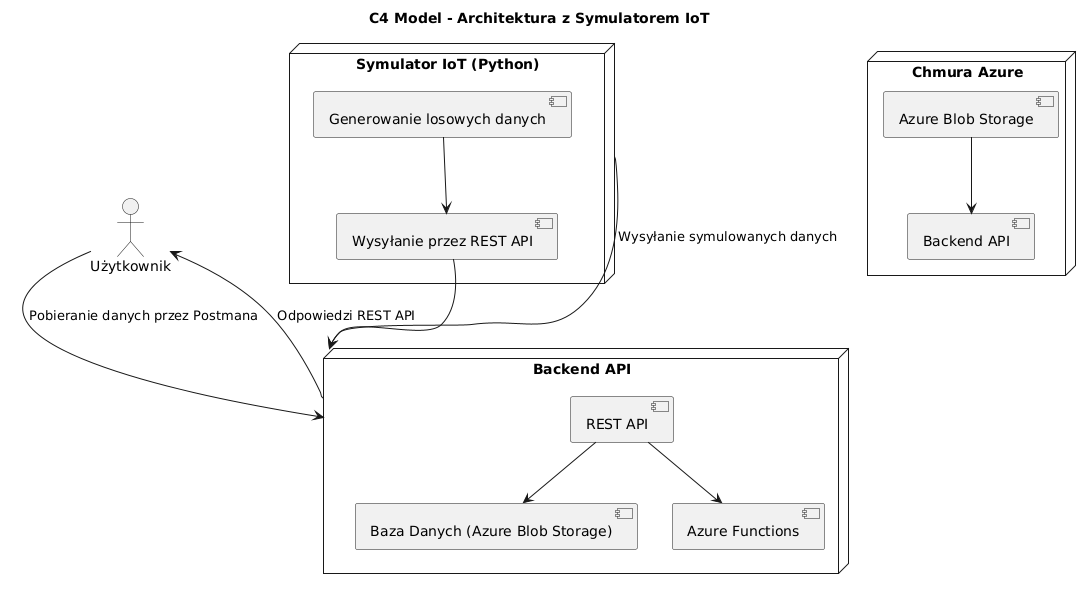 C4 Model - Architektura z Symulatorem IoT
Symulator IoT (Python)
Chmura Azure
Generowanie losowych danych
Azure Blob Storage
Wysyłanie przez REST API
Backend API
Wysyłanie symulowanych danych
Użytkownik
Pobieranie danych przez Postmana
Odpowiedzi REST API
Backend API
REST API
Baza Danych (Azure Blob Storage)
Azure Functions